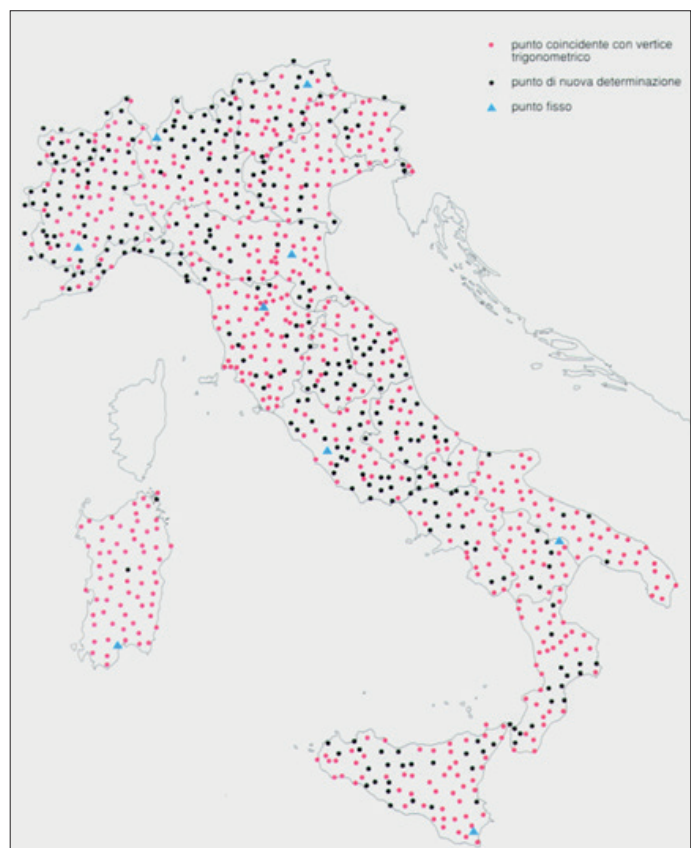 punto coincidente con vertice
trigonometrico
punto di nuova determinazione
punto fisso